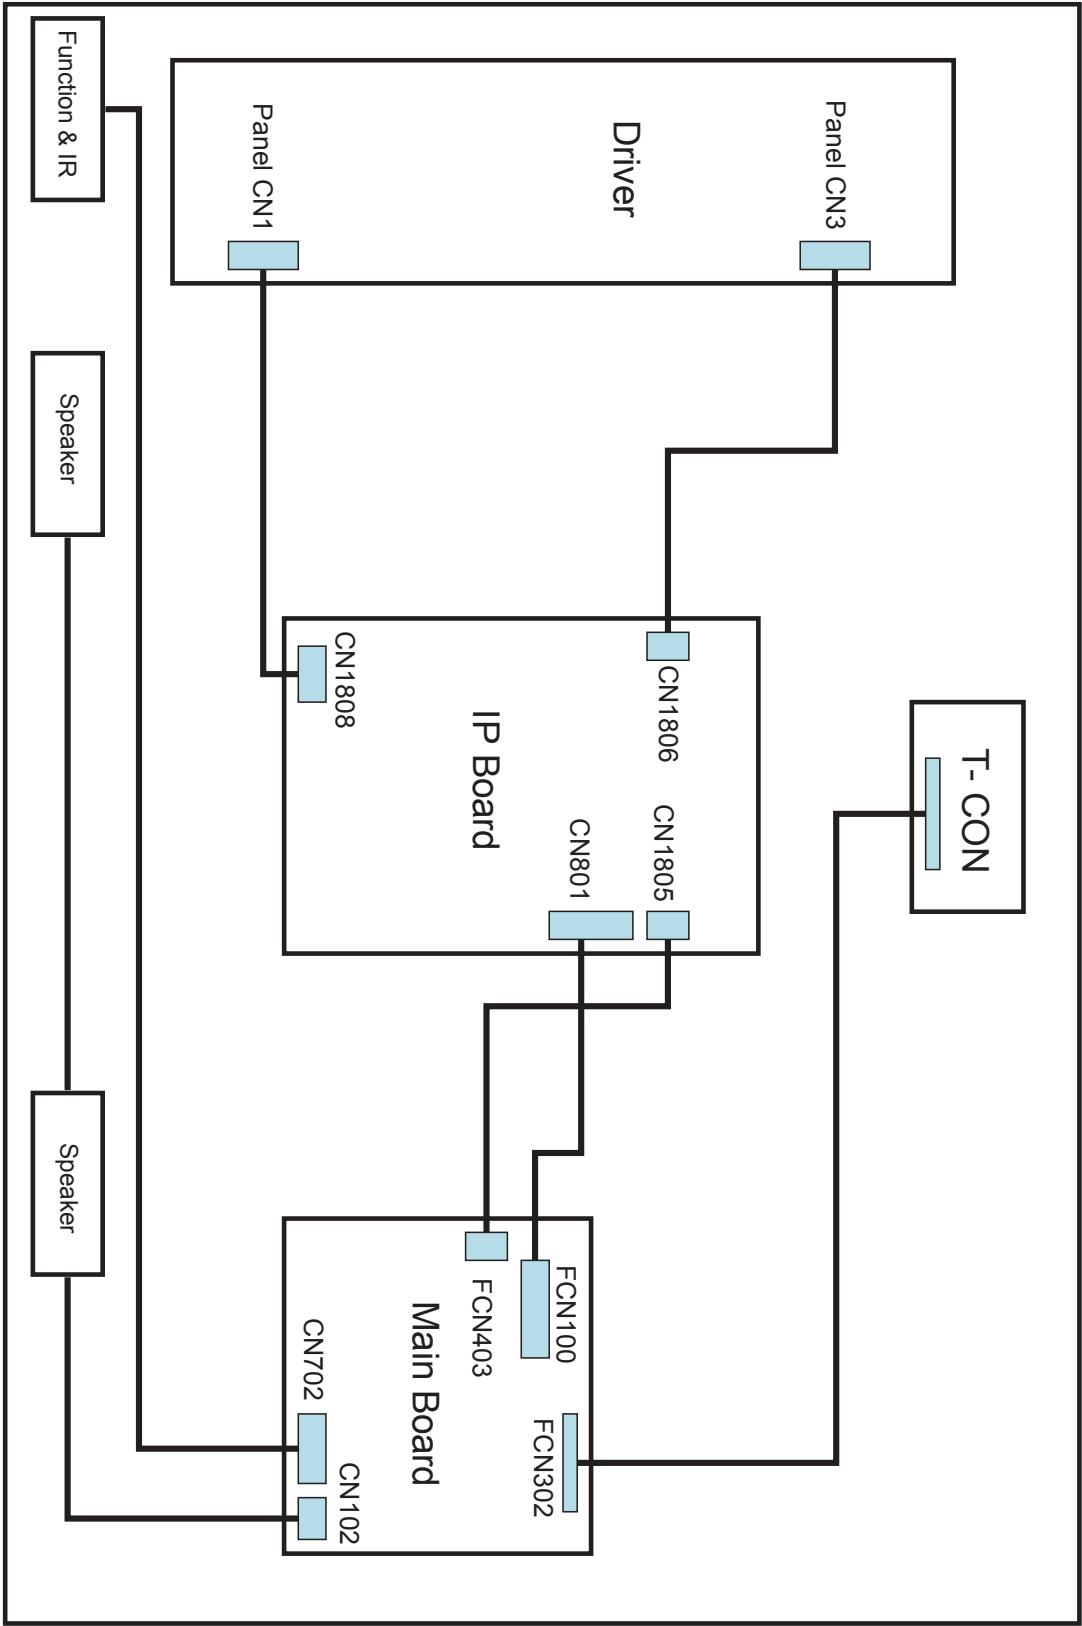 T- CON
Panel CN3
Driver
Panel CN1
CN1806
CN1805
CN801
IP Board
CN1808
FCN100
FCN302
FCN403
Main Board
CN702
CN102
Function & IR
Speaker
Speaker